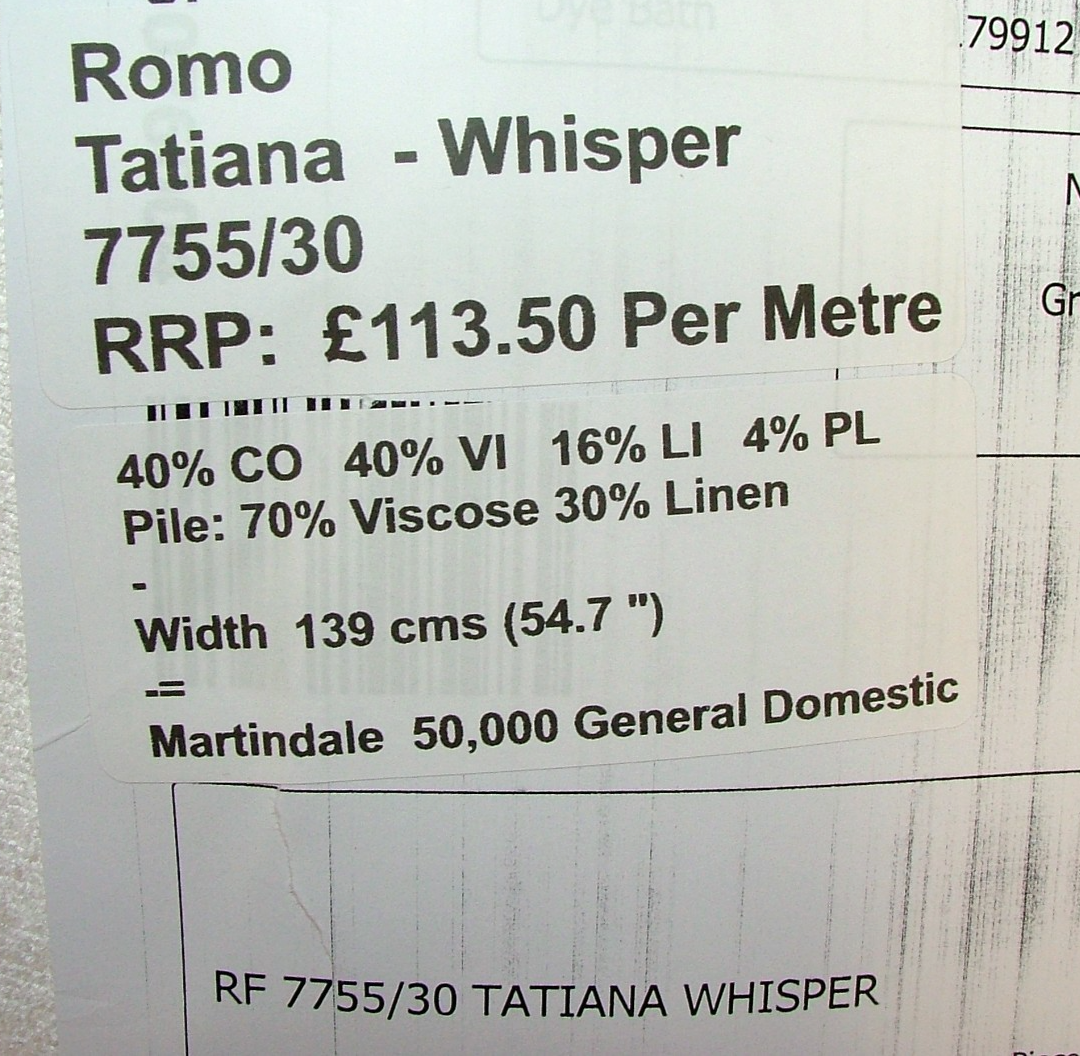 Dye Bath
.79912
Romo
Tatiana - Whisper
7755/30
RRP: £113.50 Per Metre
40% CO 40% VI 16% LI 4% PL
Pile: 70% Viscose 30% Linen
-
Width 139 cms (54.7 ")
-=
Martindale 50,000 General Domestic
RF 7755/30 TATIANA WHISPER